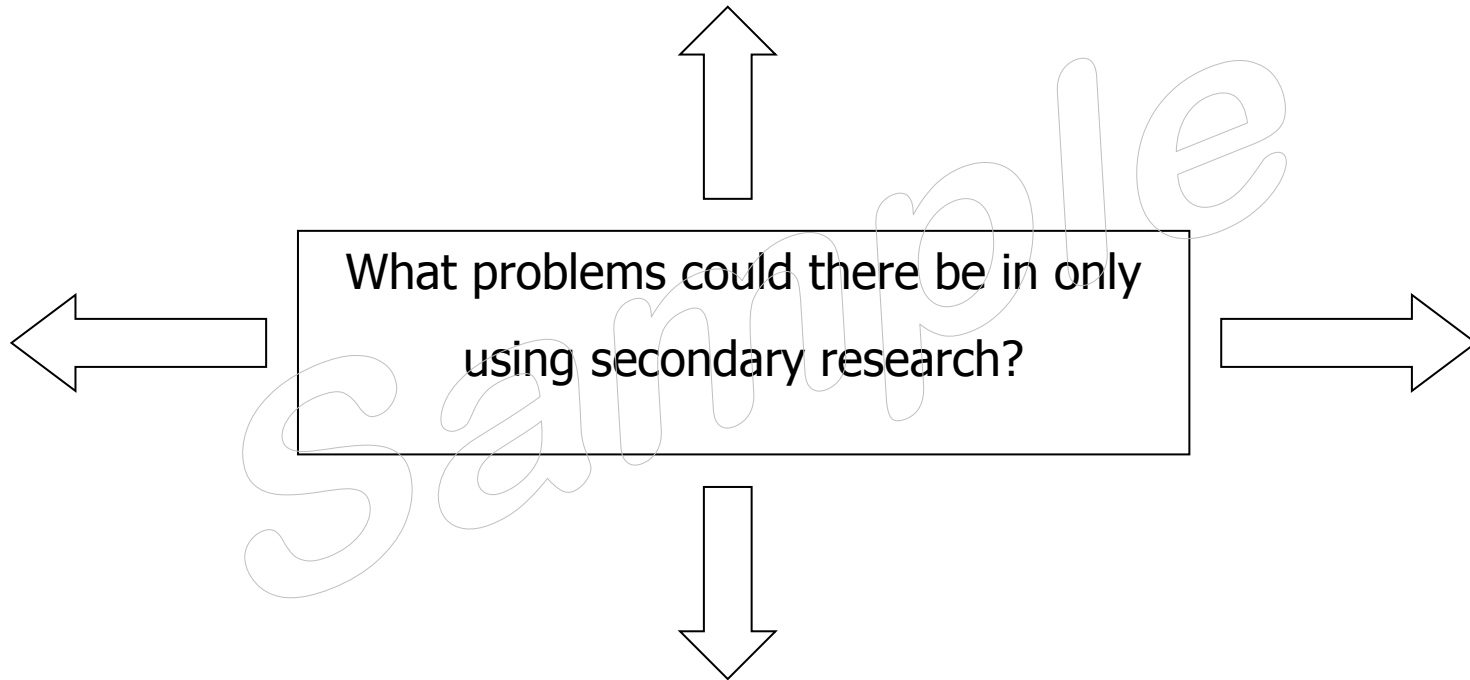 What problems could there be in only
using secondary research?
Sample